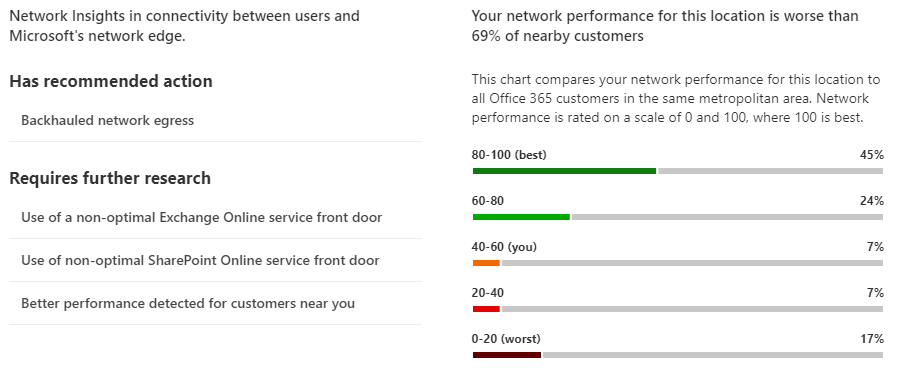 Network Insights in connectivity between users and
Microsoft's network edge.
Has recommended action
Backhauled network egress
Requires further research
Use of a non-optimal Exchange Online service front door
Use of non-optimal SharePoint Online service front door
Better performance detected for customers near you
Your network performance for this location is worse than
69% of nearby customers
This chart compares your network performance for this location to
all Office 365 customers in the same metropolitan area. Network
performance is rated on a scale of 0 and 100, where 100 is best.
80-100 (best) 45%
60-80 24%
40-60 (you) 7%
20-40 7%
0-20 (worst) 17%